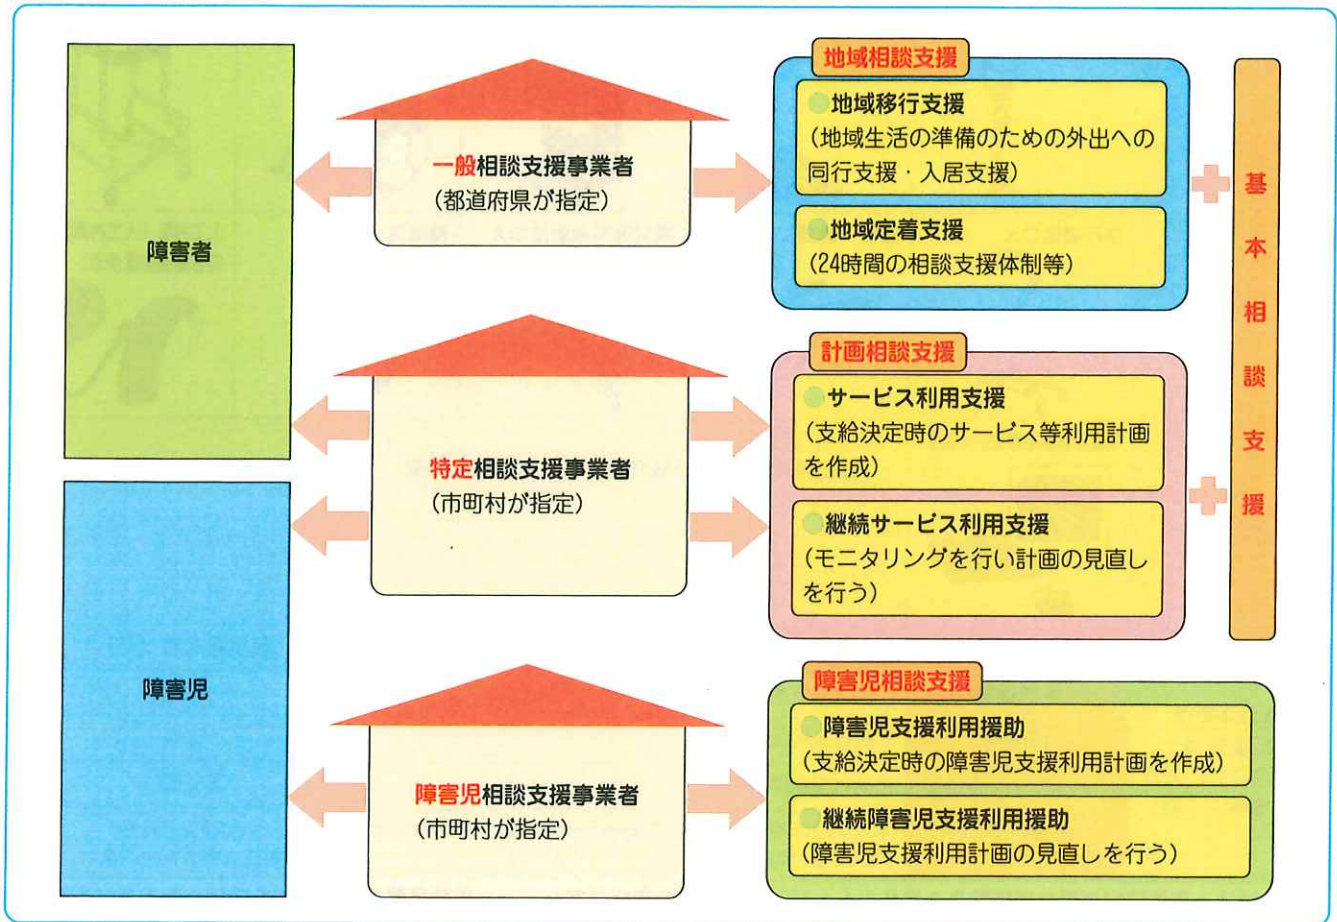 障害者
障害児
一般相談支援事業者
(都道府県が指定)
地域相談支援
地域移行支援
(地域生活の準備のための外出への
同行支援・入居支援)
地域定着支援
(24時間の相談支援体制等)
特定相談支援事業者
(市町村が指定)
計画相談支援
サービス利用支援
(支給決定時のサービス等利用計画
を作成)
継続サービス利用支援
(モニタリングを行い計画の見直し
を行う)
基本相談支援
障害児相談支援事業者
(市町村が指定)
障害児相談支援
障害児支援利用援助
(支給決定時の障害児支援利用計画を作成)
継続障害児支援利用援助
(障害児支援利用計画の見直しを行う)